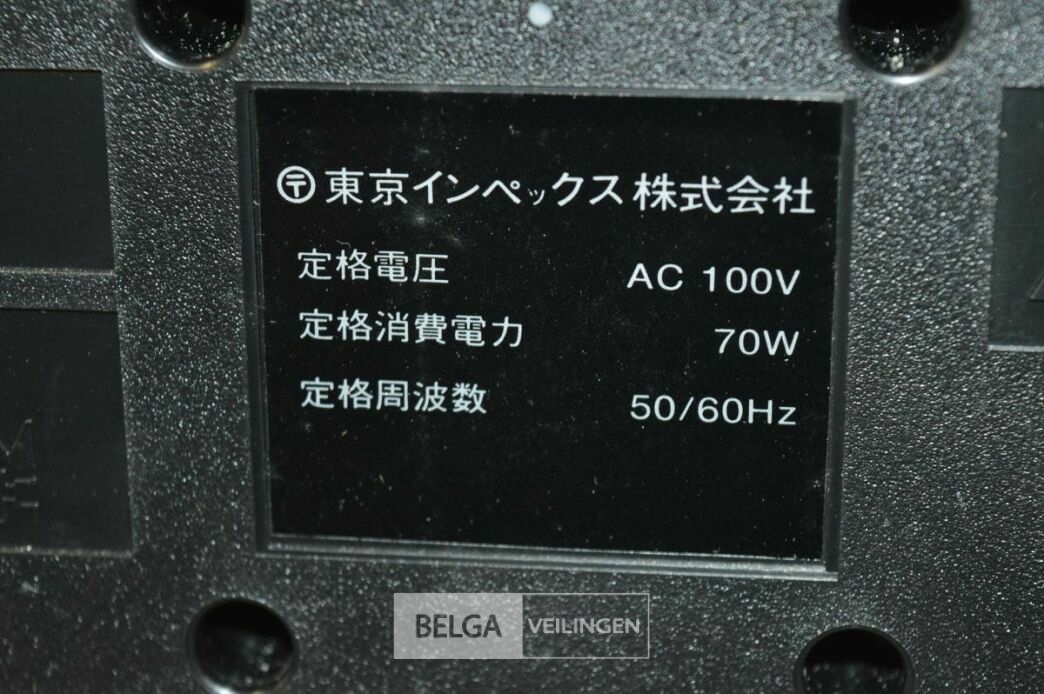 〶 東京インペックス株式会社
定格電圧 AC 100V
定格消費電力 70W
定格周波数 50/60Hz
BELGA VEILINGEN